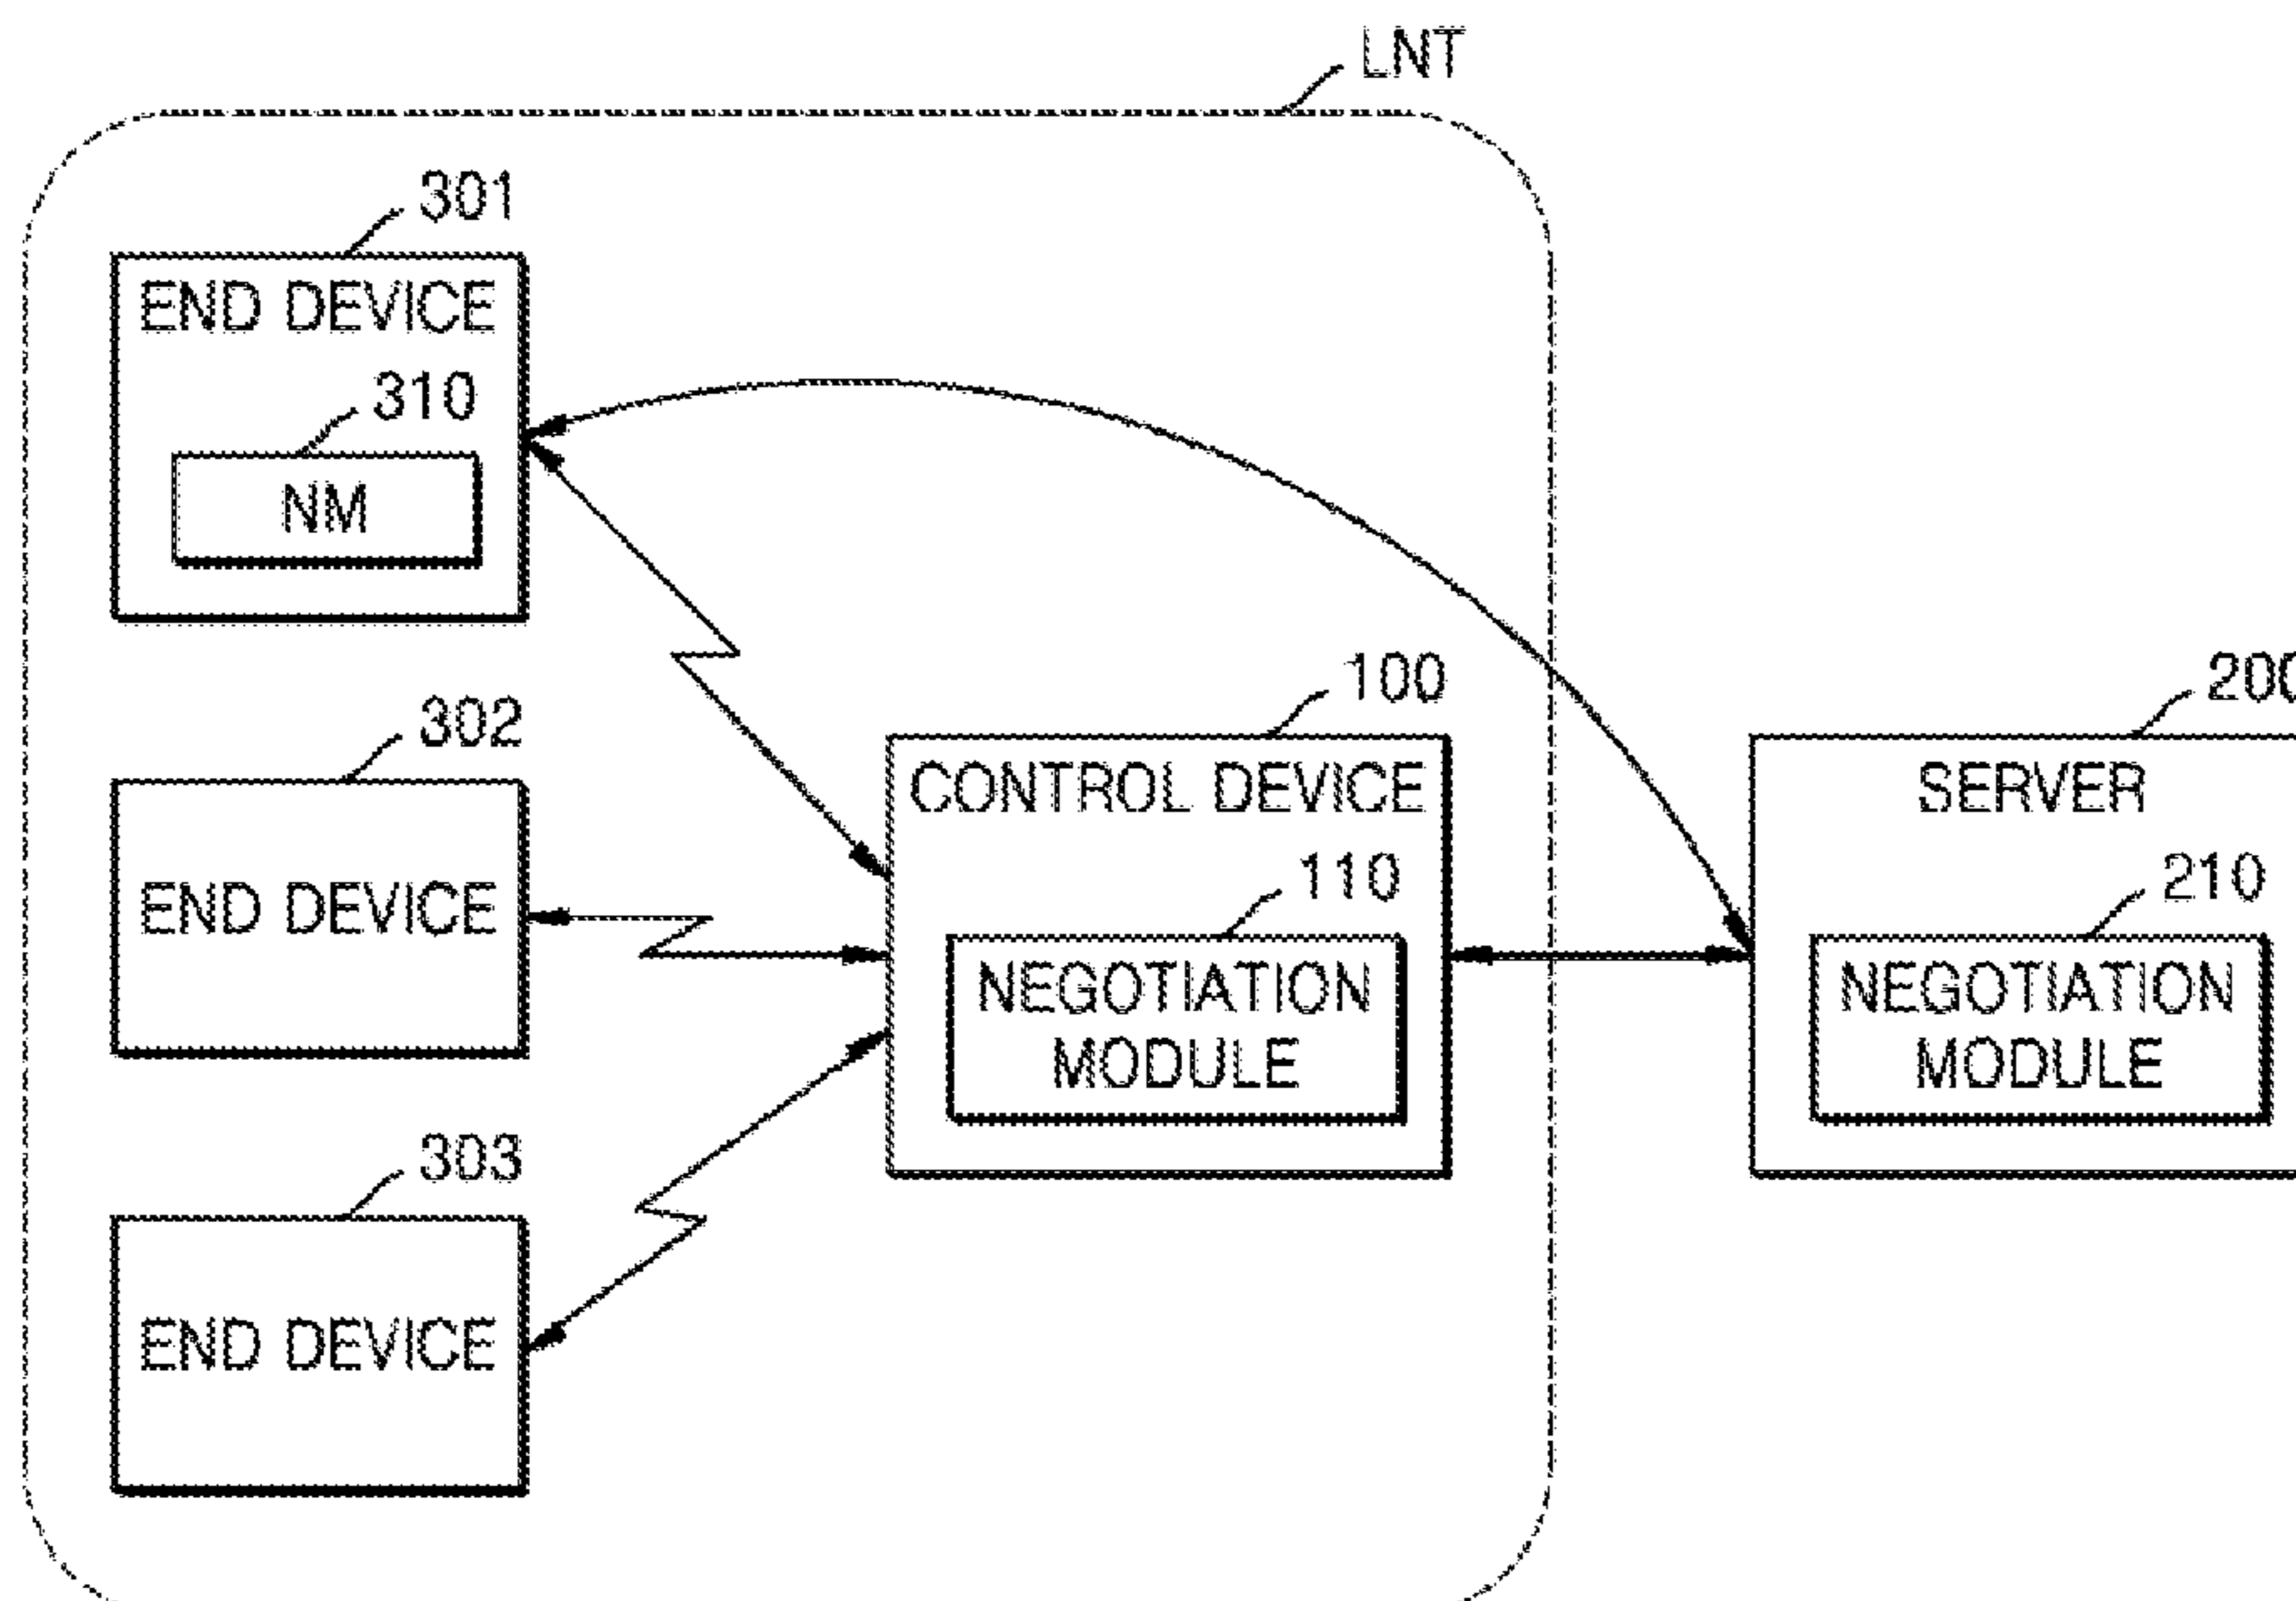 LNT
301
END DEVICE
310
NM
302
END DEVICE
303
END DEVICE
100
CONTROL DEVICE
110
NEGOTIATION
MODULE
200
SERVER
210
NEGOTIATION
MODULE